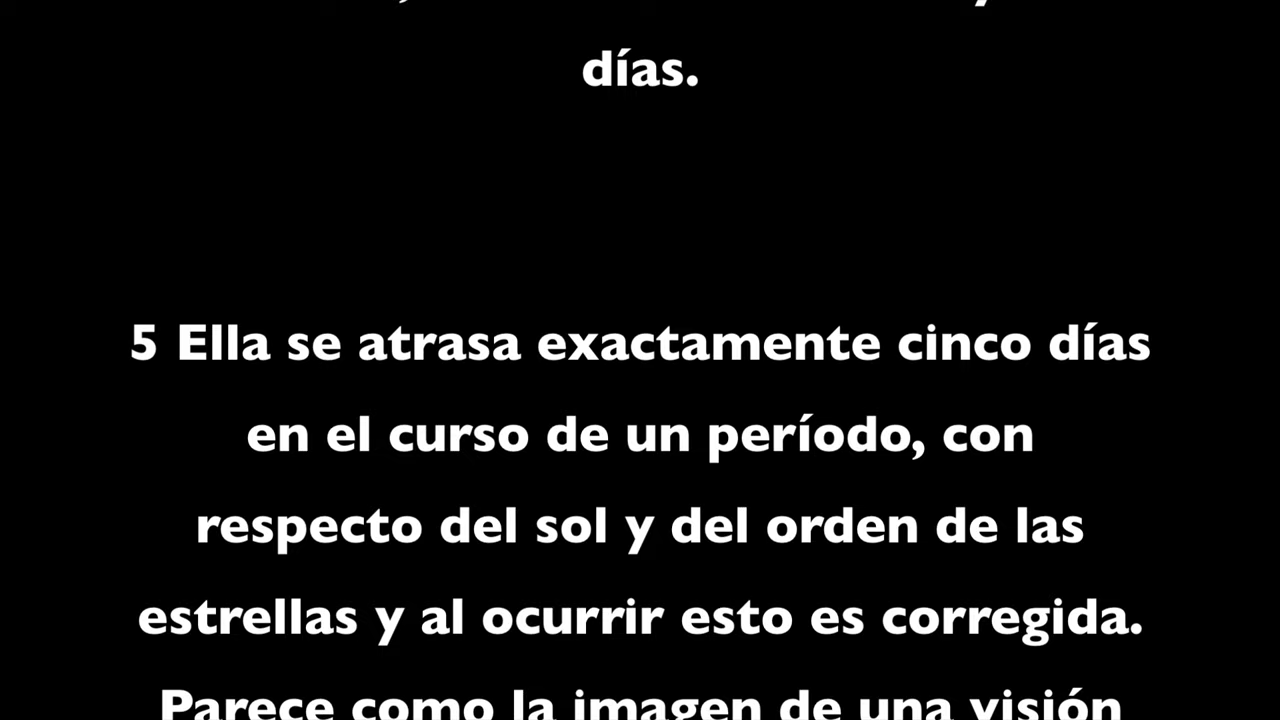 días.
5 Ella se atrasa exactamente cinco días
en el curso de un período, con
respecto del sol y del orden de las
estrellas y al ocurrir esto es corregida.
Parece como la imagen de una visión